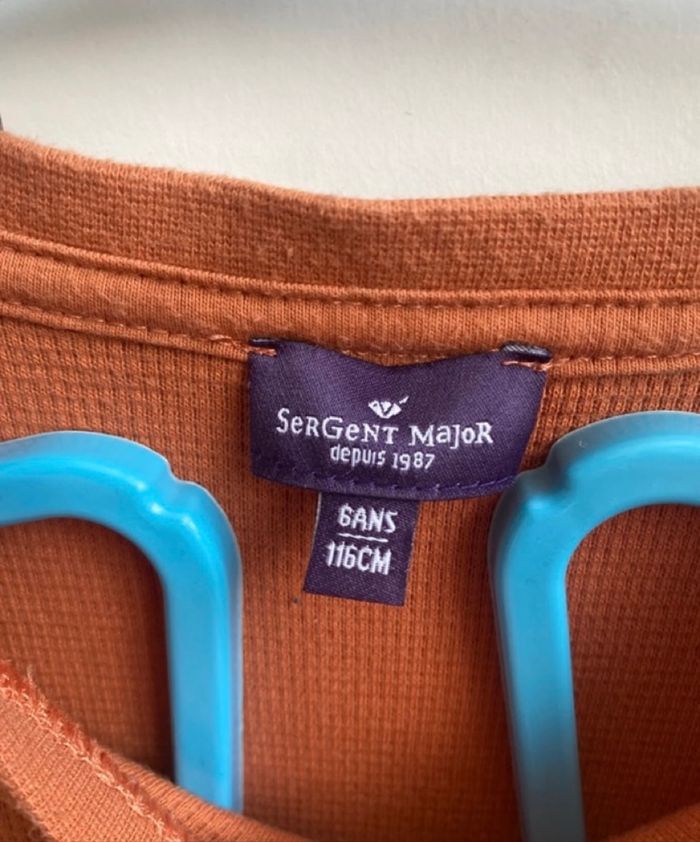 SeRGeNT MaJoR
depuis 1987
6ANS
116CM